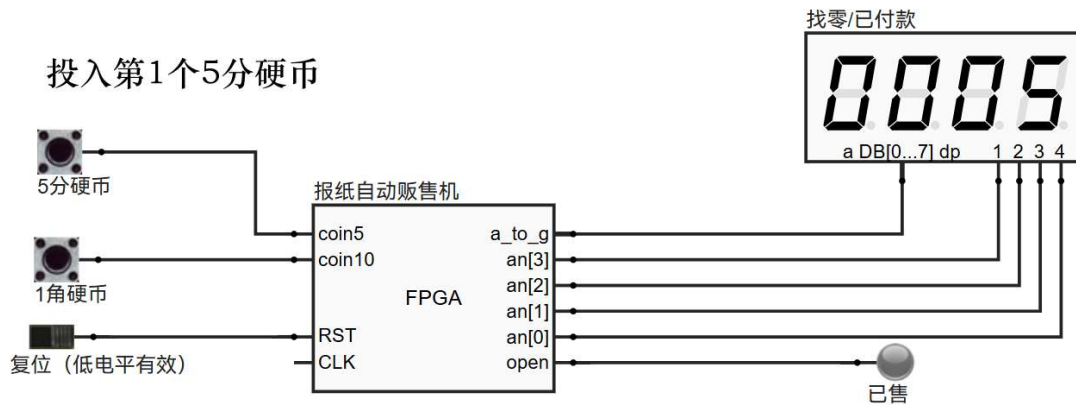 找零/已付款
投入第1个5分硬币
0005
a DB[0...7] dp 1 2 3 4
5分硬币
报纸自动贩售机
coin5 a_to_g
coin10 an[3]
1角硬币
an[2]
FPGA
an[1]
RST an[0]
CLK open
复位（低电平有效）
已售